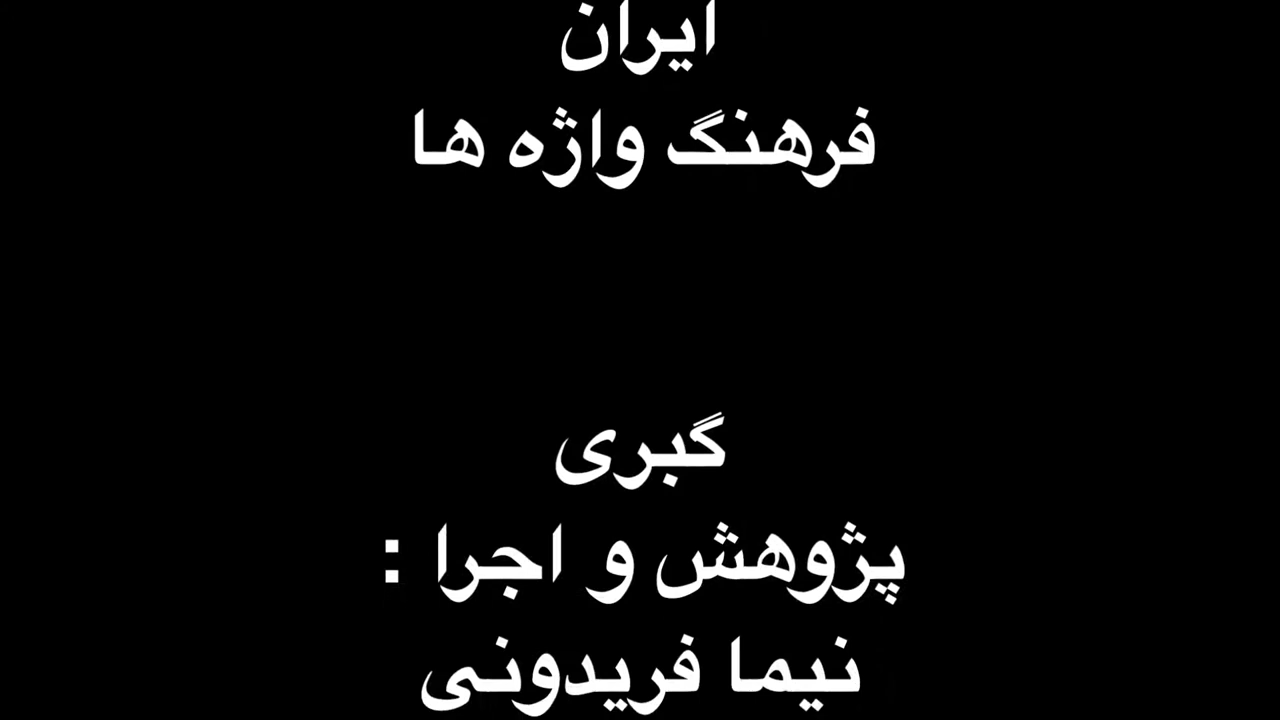 ایران
فرهنگ واژه ها
گبری
پژوهش و اجرا :
نیما فریدونی